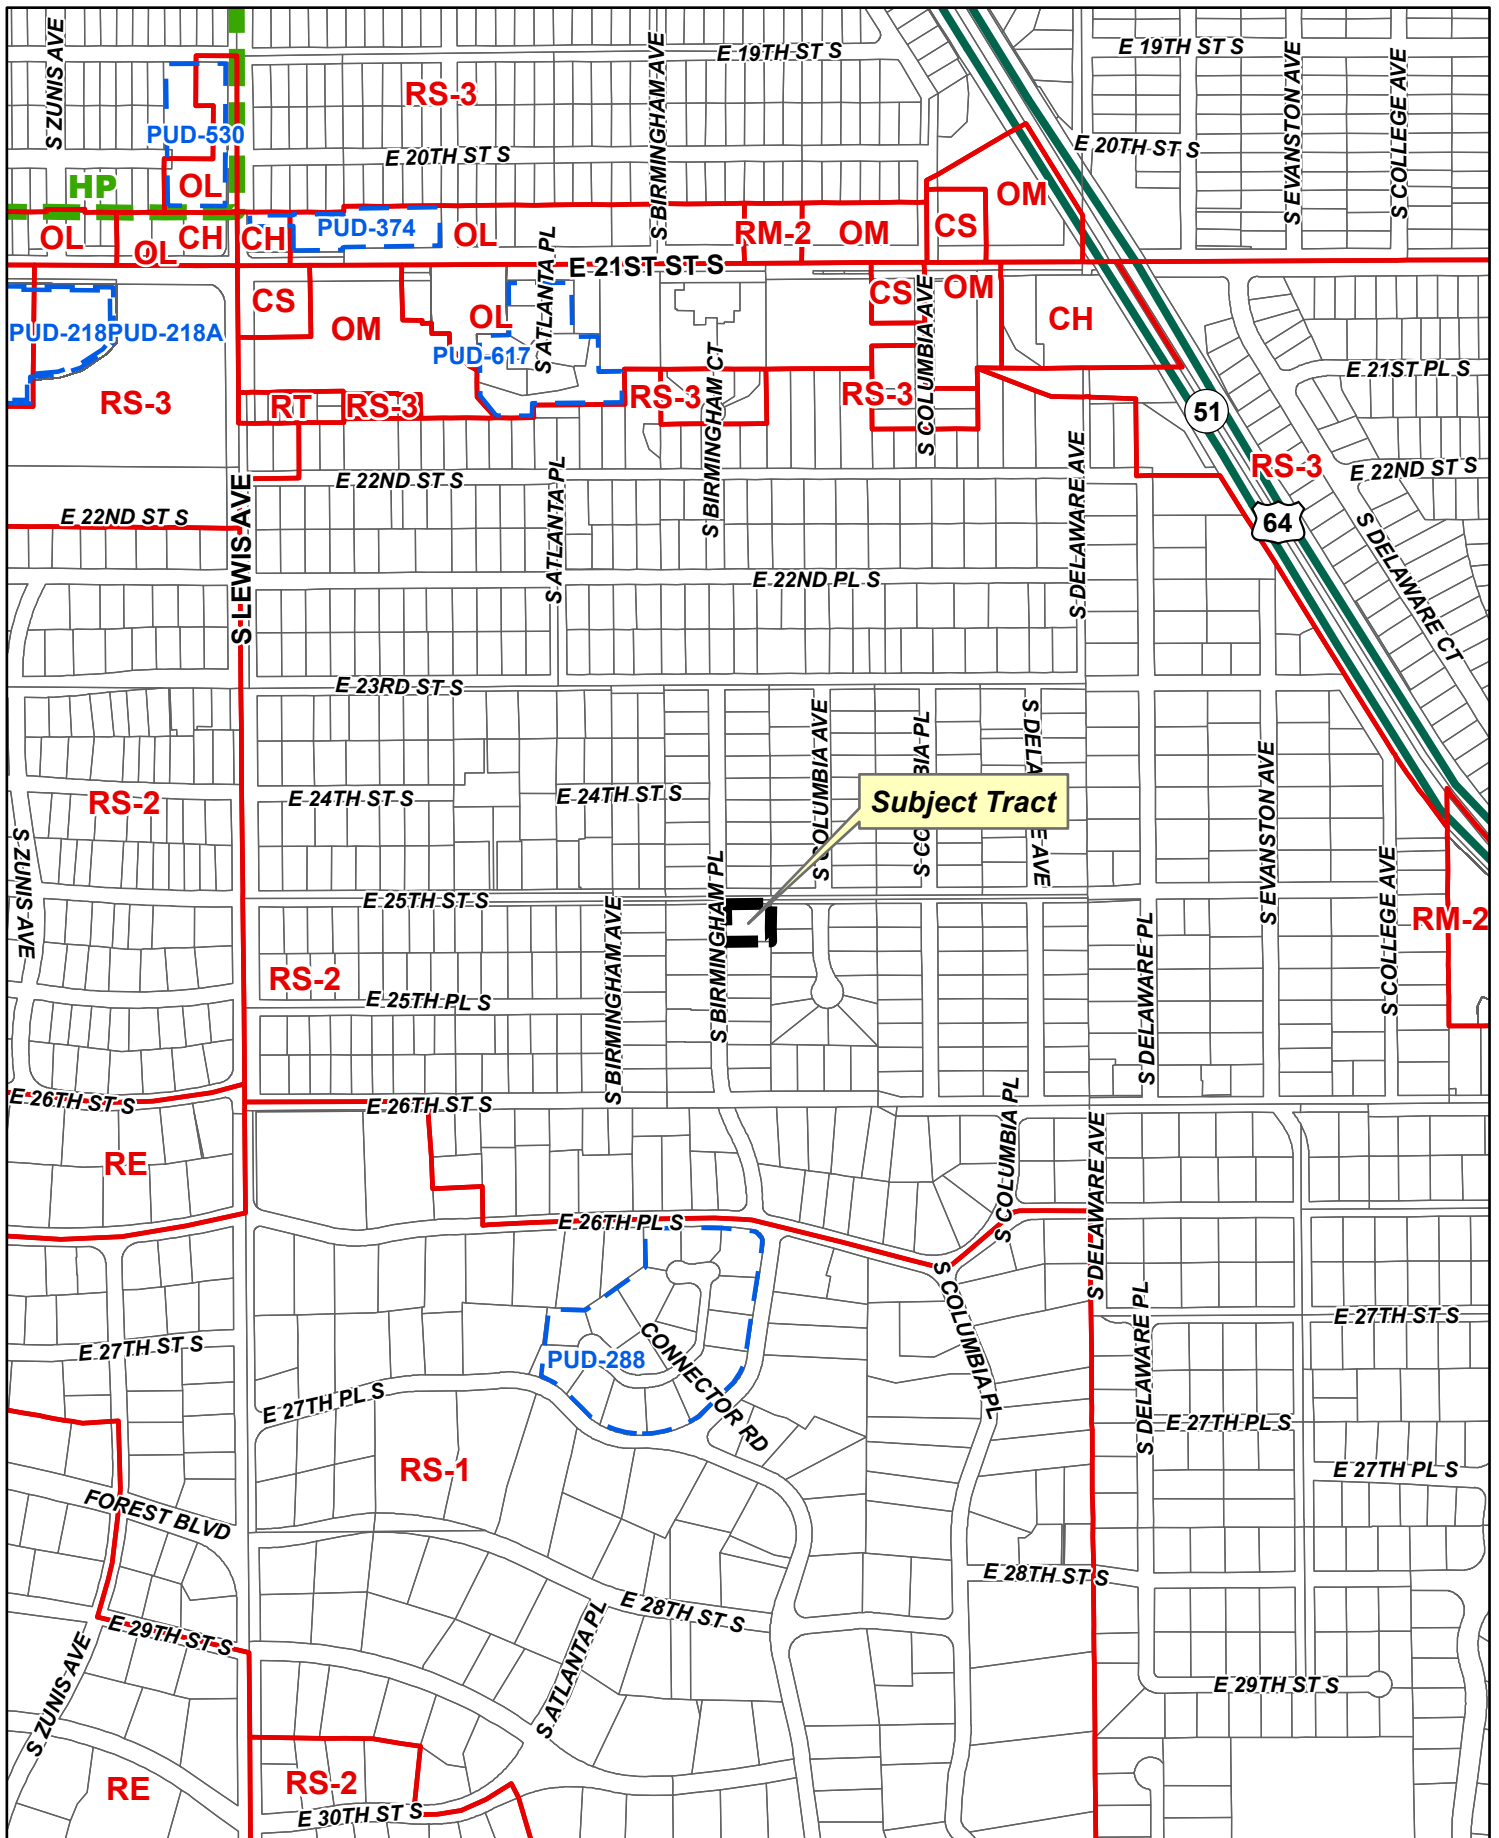 S ZUNIS AVE
E 19TH ST S
S BIRMINGHAM AVE
E 19TH ST S
S EVANSTON AVE
S COLLEGE AVE
RS-3
PUD-530
E 20TH ST S
E 20TH ST S
HP
OL
OM
OL
OL
CH
CH
PUD-374
OL
RM-2
OM
CS
E 21ST ST S
S ATLANTA PL
CS
OM
OL
CS
S COLUMBIA AVE
OM
CH
PUD-218
PUD-218A
PUD-617
S BIRMINGHAM CT
E 21ST PL S
RS-3
RT
RS-3
RS-3
RS-3
51
RS-3
E 22ND ST S
E 22ND ST S
S LEWIS AVE
S ATLANTA PL
S DELAWARE AVE
E 22ND ST S
64
S DELAWARE CT
E 22ND PL S
E 23RD ST S
S COLUMBIA AVE
S CO
BIA PL
S DELA
E AVE
RS-2
E 24TH ST S
E 24TH ST S
Subject Tract
S EVANSTON AVE
S ZUNIS AVE
E 25TH ST S
S BIRMINGHAM AVE
S BIRMINGHAM PL
S DELAWARE PL
S COLLEGE AVE
RM-2
RS-2
E 25TH PL S
E 26TH ST S
E 26TH ST S
S COLUMBIA PL
S DELAWARE AVE
RE
E 26TH PL S
S COLUMBIA PL
S DELAWARE PL
E 27TH ST S
E 27TH ST S
PUD-288
CONNECTOR RD
E 27TH PL S
E 27TH PL S
E 27TH PL S
RS-1
FOREST BLVD
E 28TH ST S
E 28TH ST S
S ATLANTA PL
E 29TH ST S
S ZUNIS AVE
E 29TH ST S
RE
RS-2
E 30TH ST S